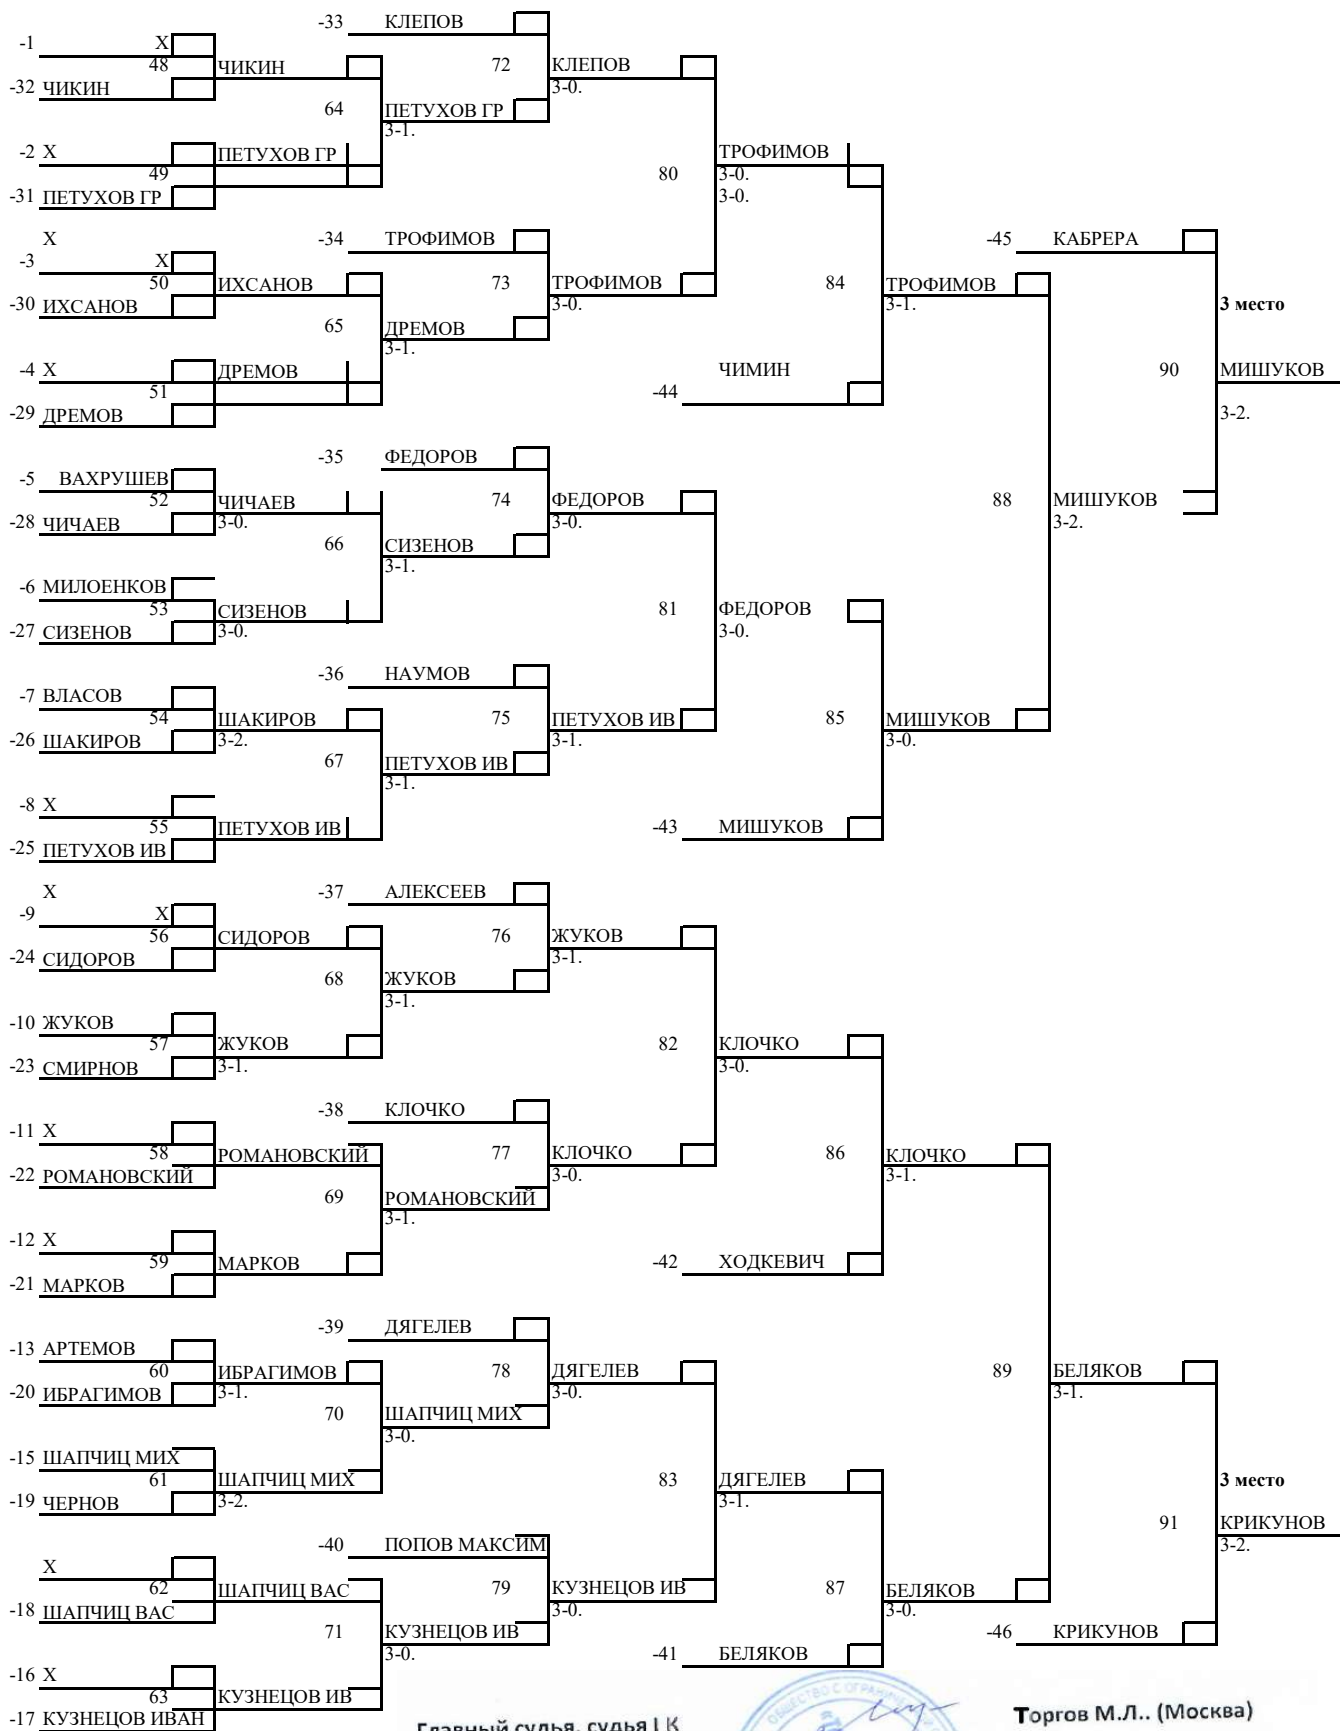 -33 КЛЕПОВ
-1 X
48 ЧИКИН 72 КЛЕПОВ
-32 ЧИКИН 3-0.
64 ПЕТУХОВ ГР
3-1.
-2 X ПЕТУХОВ ГР ТРОФИМОВ
49 80 3-0.
-31 ПЕТУХОВ ГР 3-0.
X -34 ТРОФИМОВ -45 КАБРЕРА
-3 X
50 ИХСАНОВ 73 ТРОФИМОВ 84 ТРОФИМОВ
-30 ИХСАНОВ 3-0. 3-1. 3 место
65 ДРЕМОВ
3-1.
-4 X ДРЕМОВ ЧИМИН 90 МИШУКОВ
51 -44
-29 ДРЕМОВ 3-2.
-35 ФЕДОРОВ
-5 ВАХРУШЕВ
52 ЧИЧАЕВ 74 ФЕДОРОВ 88 МИШУКОВ
-28 ЧИЧАЕВ 3-0. 3-0. 3-2.
66 СИЗЕНОВ
3-1.
-6 МИЛОЕНКОВ
53 СИЗЕНОВ 81 ФЕДОРОВ
-27 СИЗЕНОВ 3-0. 3-0.
-36 НАУМОВ
-7 ВЛАСОВ
54 ШАКИРОВ 75 ПЕТУХОВ ИВ 85 МИШУКОВ
-26 ШАКИРОВ 3-2. 3-1. 3-0.
67 ПЕТУХОВ ИВ
3-1.
-8 X
55 ПЕТУХОВ ИВ -43 МИШУКОВ
-25 ПЕТУХОВ ИВ
X -37 АЛЕКСЕЕВ
-9 X
56 СИДОРОВ 76 ЖУКОВ
-24 СИДОРОВ 3-1.
68 ЖУКОВ
3-1.
-10 ЖУКОВ
57 ЖУКОВ 82 КЛОЧКО
-23 СМИРНОВ 3-1. 3-0.
-38 КЛОЧКО
-11 X
58 РОМАНОВСКИЙ 77 КЛОЧКО 86 КЛОЧКО
-22 РОМАНОВСКИЙ 3-0. 3-1.
69 РОМАНОВСКИЙ
3-1.
-12 X
59 МАРКОВ -42 ХОДКЕВИЧ
-21 МАРКОВ
-39 ДЯГЕЛЕВ
-13 АРТЕМОВ
60 ИБРАГИМОВ 78 ДЯГЕЛЕВ 89 БЕЛЯКОВ
-20 ИБРАГИМОВ 3-1. 3-0. 3-1.
70 ШАПЧИЦ МИХ
3-0.
-15 ШАПЧИЦ МИХ
61 ШАПЧИЦ МИХ 83 ДЯГЕЛЕВ 3 место
-19 ЧЕРНОВ 3-2. 3-1.
91 КРИКУНОВ
-40 ПОПОВ МАКСИМ 3-2.
X
62 ШАПЧИЦ ВАС 79 КУЗНЕЦОВ ИВ 87 БЕЛЯКОВ
-18 ШАПЧИЦ ВАС 3-0. 3-0.
71 КУЗНЕЦОВ ИВ -46 КРИКУНОВ
3-0. -41 БЕЛЯКОВ
-16 X
63 КУЗНЕЦОВ ИВ
-17 КУЗНЕЦОВ ИВАН
Главный судья, судья I К Торгов М.Л.. (Москва)